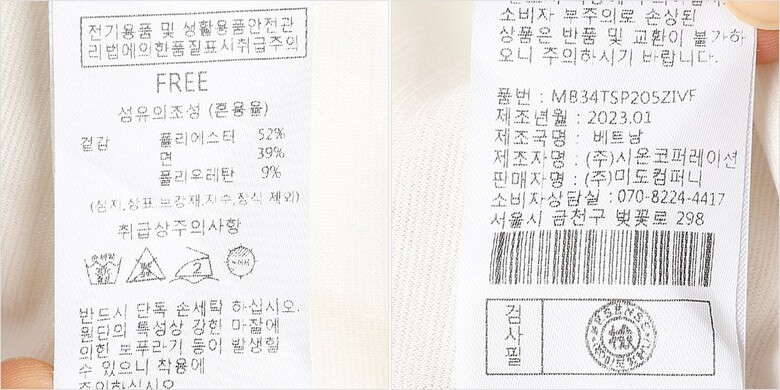 전기용품 및 생활용품안전관
리법에의한품질표시취급주의
FREE
섬유의조성 (혼용율)
겉감 폴리에스터 52%
면 39%
폴리우레탄 9%
(심지,상표,보강재,자수,장식 제외)
취급상주의사항
손세탁
2
반드시 단독 손세탁 하십시오.
원단의 특성상 강한 마찰에
의한 보푸라기 등이 발생할
수 있으니 착용에
주의하십시오
소비자 부주의로 손상된
상품은 반품 및 교환이 불가하
오니 주의하시기 바랍니다.
품번 : MB34TSP205ZIVF
제조년월 : 2023.01
제조국명 : 베트남
제조자명 : (주)시온코퍼레이션
판매자명 : (주)미도컴퍼니
소비자상담실 : 070-8224-4417
서울시 금천구 벚꽃로 298
검사필